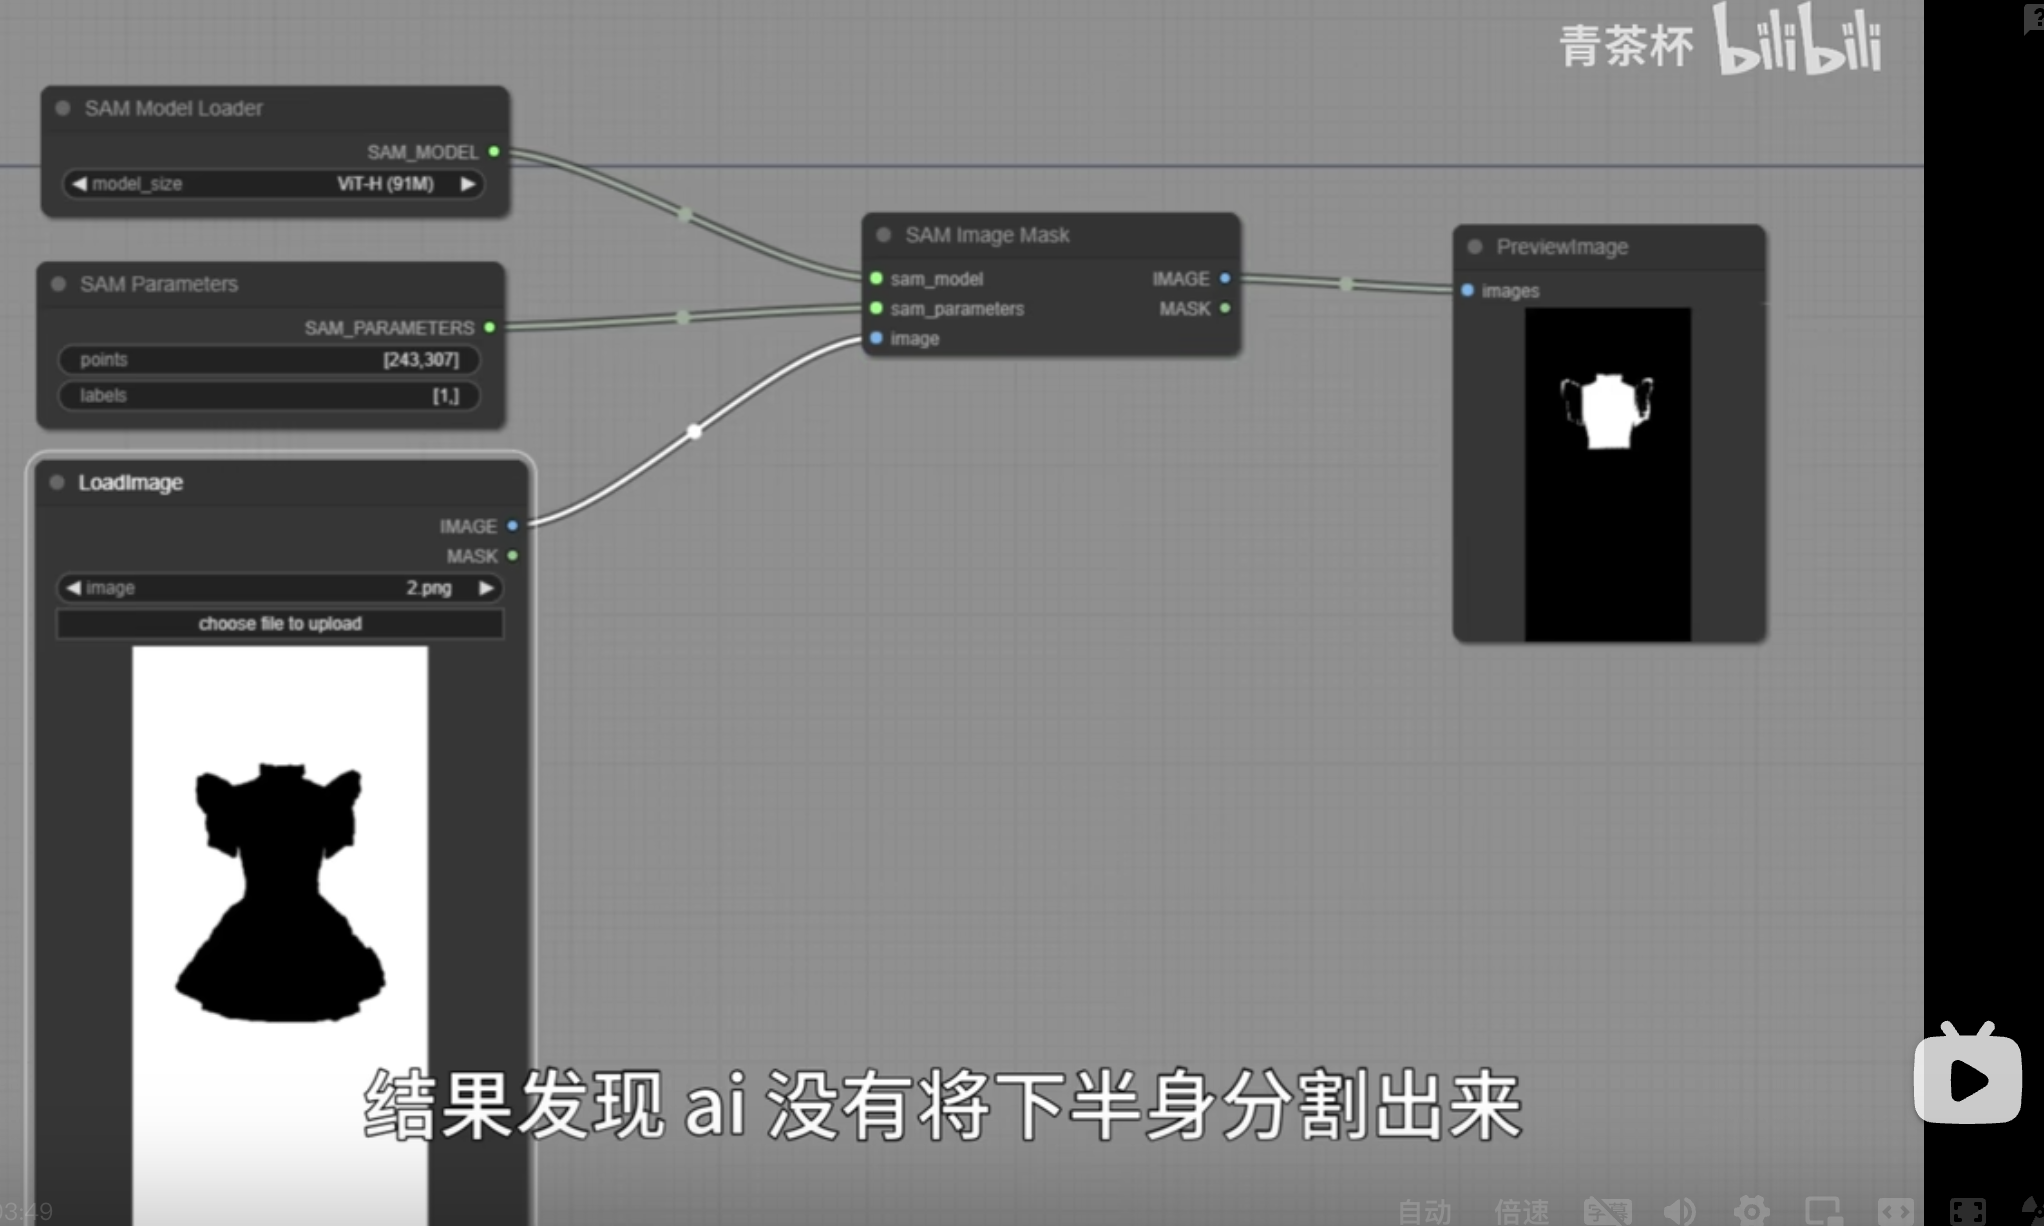 青茶杯 bilibili
SAM Model Loader
SAM_MODEL
model_size ViT-H (91M)
SAM Parameters
SAM_PARAMETERS
points [243,307]
labels [1,]
LoadImage
IMAGE
MASK
image 2.png
choose file to upload
SAM Image Mask
sam_model IMAGE
sam_parameters MASK
image
PreviewImage
images
结果发现 ai 没有将下半身分割出来
03:49
自动 倍速 字幕